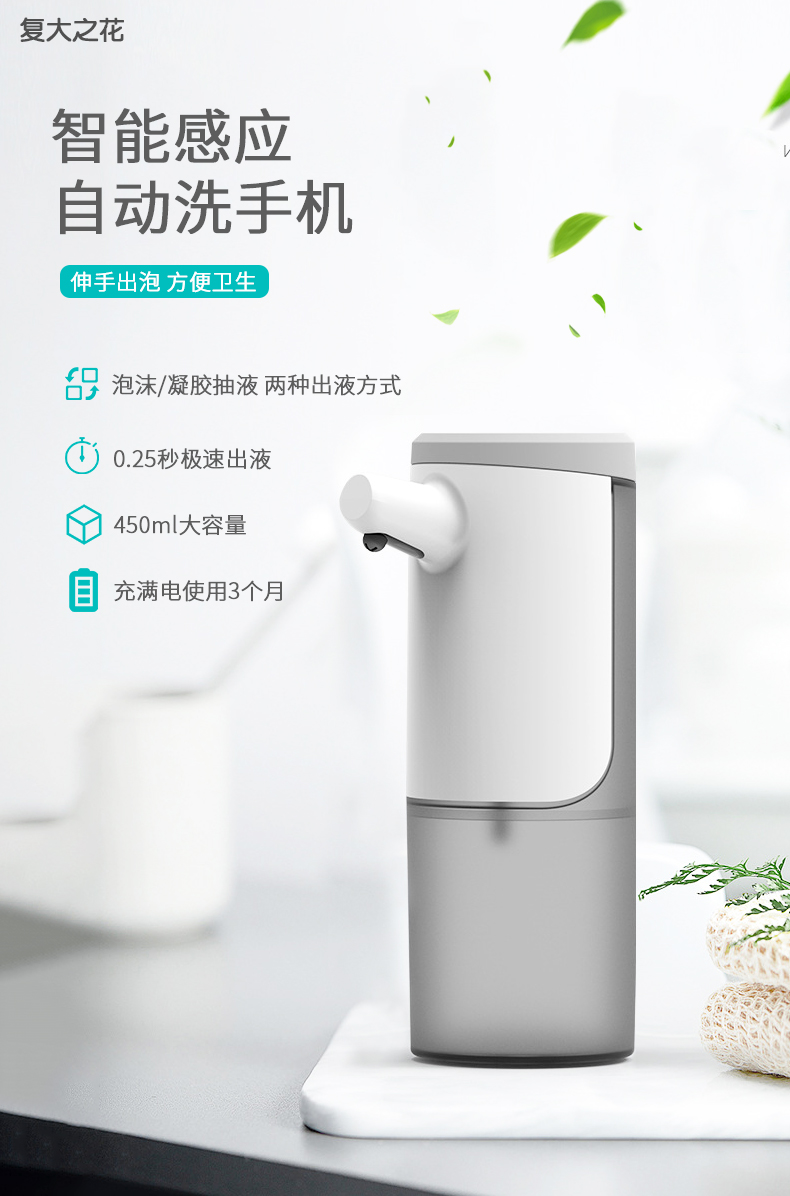 复大之花
智能感应
自动洗手机
伸手出泡 方便卫生
泡沫/凝胶抽液 两种出液方式
0.25秒极速出液
450ml大容量
充满电使用3个月